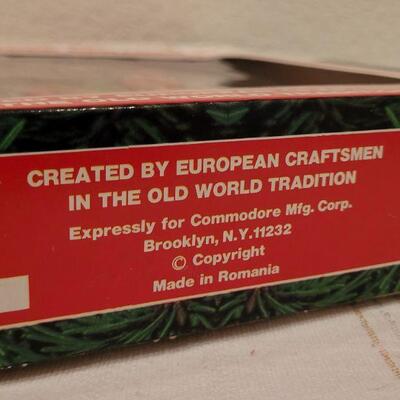 CREATED BY EUROPEAN CRAFTSMEN
IN THE OLD WORLD TRADITION
Expressly for Commodore Mfg. Corp.
Brooklyn, N.Y.11232
© Copyright
Made in Romania